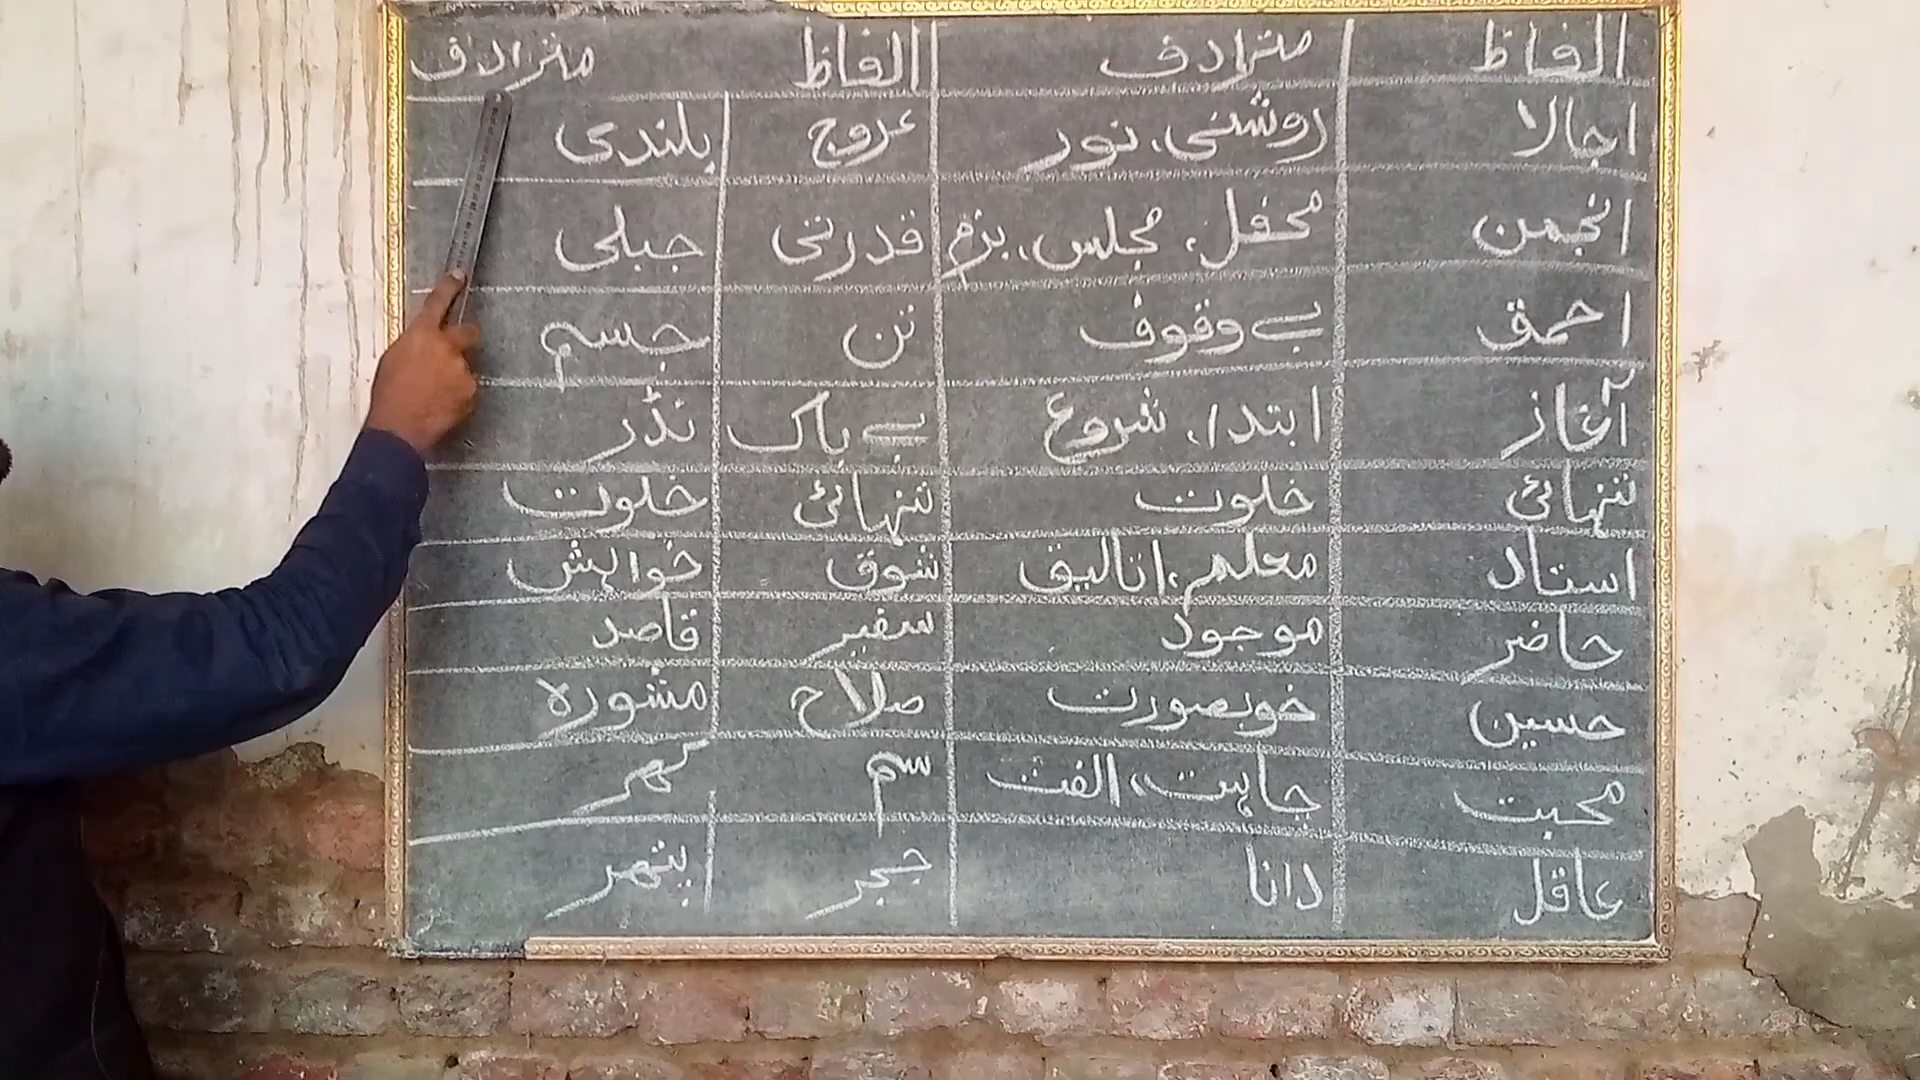 الفاظ مترادف الفاظ مترادف
اجالا روشنی، نور عروج بلندی
انجمن محفل، مجلس، بزم قدرتی جبلی
احمق بے وقوف تن جسم
آغاز ابتدا، شروع بے باک نڈر
تنہائی خلوت تنہائی خلوت
استاد معلم، اتالیق شوق خواہش
حاضر موجود سفیر قاصد
حسین خوبصورت صلاح مشورہ
محبت چاہت، الفت سم
عاقل دانا حجر پتھر